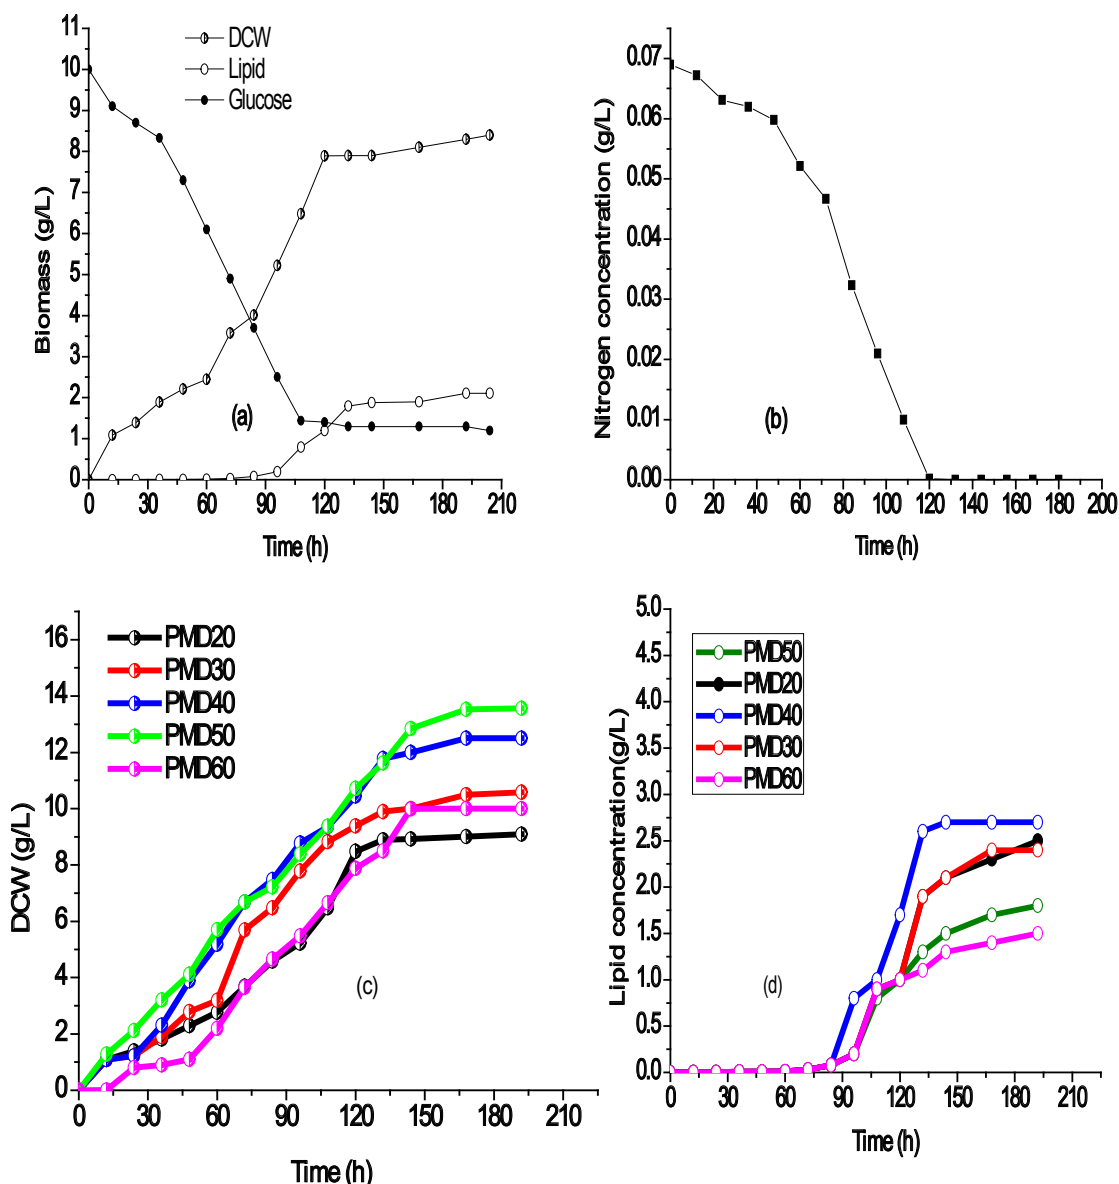 DCW
Lipid
Glucose
11
10
9
8
7
6
5
4
3
2
1
0
Biomass (g/L)
(a)
0 30 60 90 120 150 180 210
Time (h)
0.07
0.06
0.05
0.04
0.03
0.02
0.01
0.00
Nitrogen concentration (g/L)
(b)
0 20 40 60 80 100 120 140 160 180 200
Time (h)
PMD20
PMD30
PMD40
PMD50
PMD60
16
14
12
10
8
6
4
2
0
DCW (g/L)
(c)
0 30 60 90 120 150 180 210
Time (h)
5.0
4.5
4.0
3.5
3.0
2.5
2.0
1.5
1.0
0.5
0.0
Lipid concentration(g/L)
PMD50
PMD20
PMD40
PMD30
PMD60
(d)
0 30 60 90 120 150 180 210
Time (h)